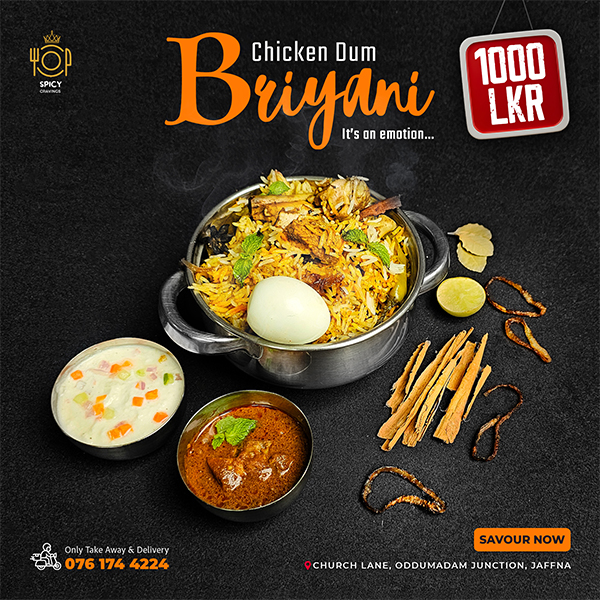 SPICY
CRAVINGS
Chicken Dum
Briyani
It's an emotion...
1000
LKR
SAVOUR NOW
Only Take Away & Delivery
076 174 4224
CHURCH LANE, ODDUMADAM JUNCTION, JAFFNA